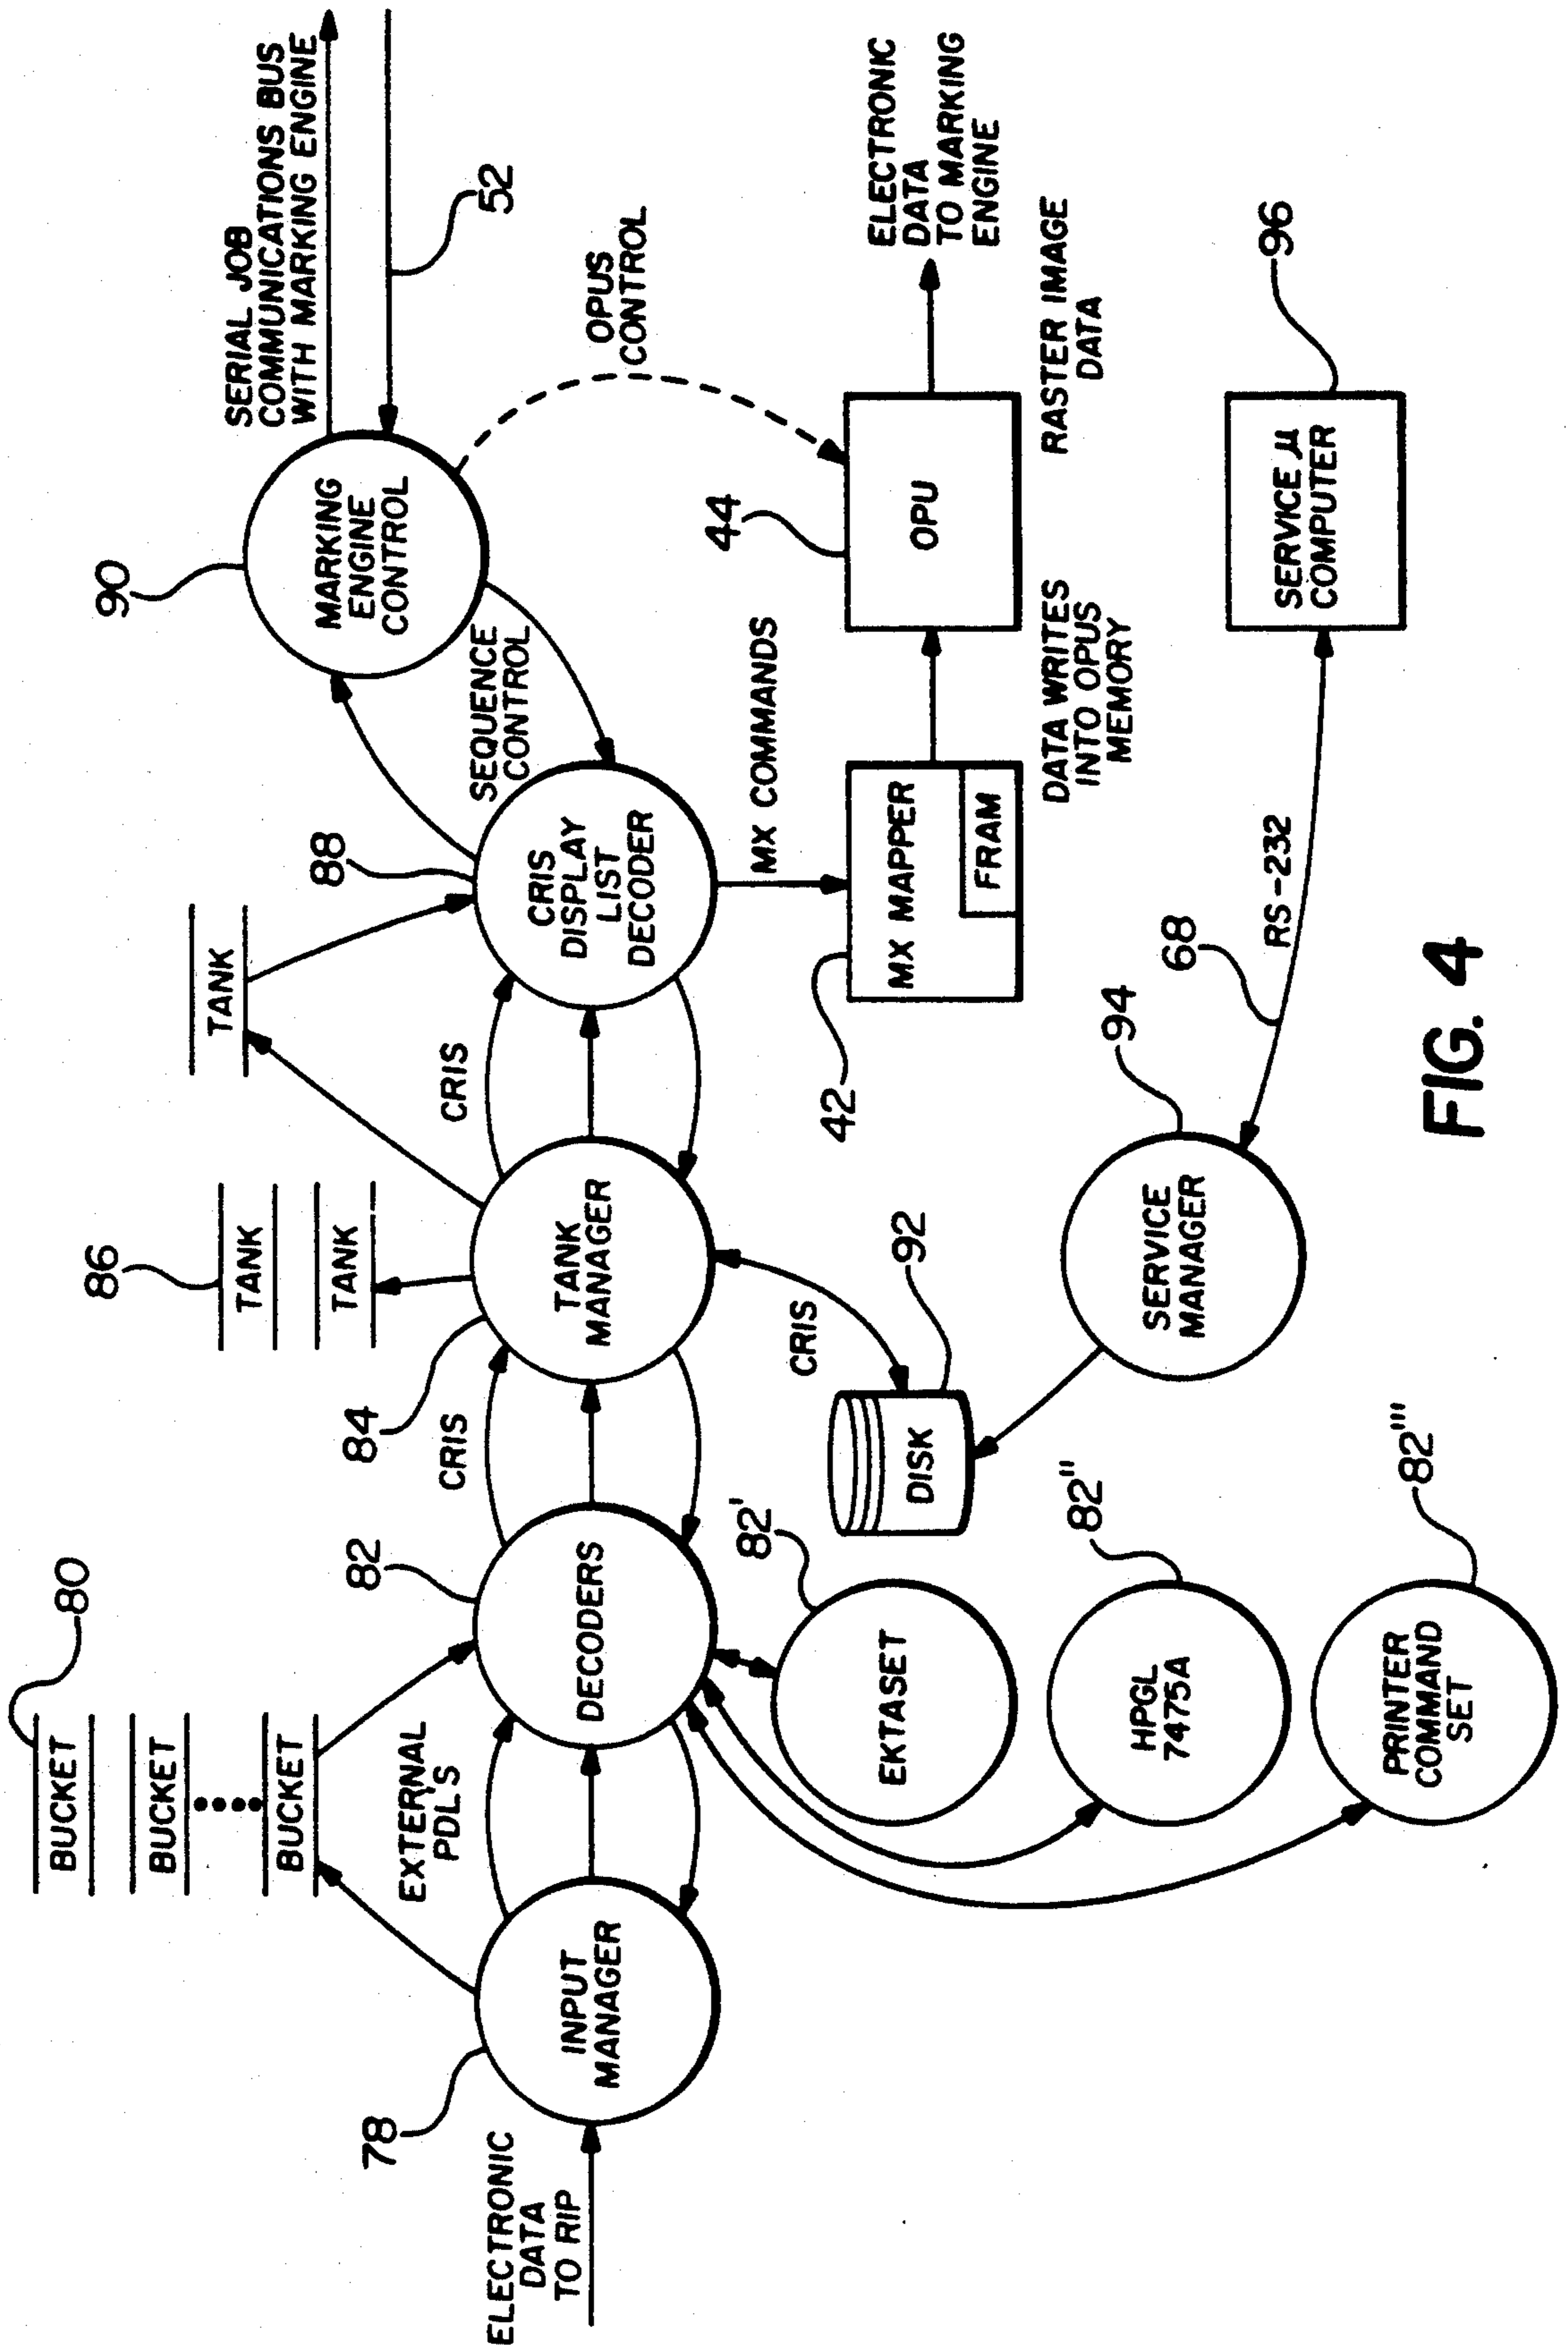 SERIAL JOB
COMMUNICATIONS BUS
WITH MARKING ENGINE
52
90
MARKING
ENGINE
CONTROL
OPUS
CONTROL
SEQUENCE
CONTROL
88
CRIS
DISPLAY
LIST
DECODER
TANK
CRIS
86
TANK
TANK
84
TANK
MANAGER
CRIS
80
BUCKET
BUCKET
BUCKET
82
DECODERS
EXTERNAL
PDL'S
78
INPUT
MANAGER
ELECTRONIC
DATA
TO RIP
MX COMMANDS
42
MX MAPPER
FRAM
DATA WRITES
INTO OPUS
MEMORY
44
OPU
ELECTRONIC
DATA
TO MARKING
ENGINE
RASTER IMAGE
DATA
CRIS
92
DISK
82'
EKTASET
82"
HPGL
7475A
82'''
PRINTER
COMMAND
SET
94
SERVICE
MANAGER
68
RS-232
96
SERVICE μ
COMPUTER
FIG. 4